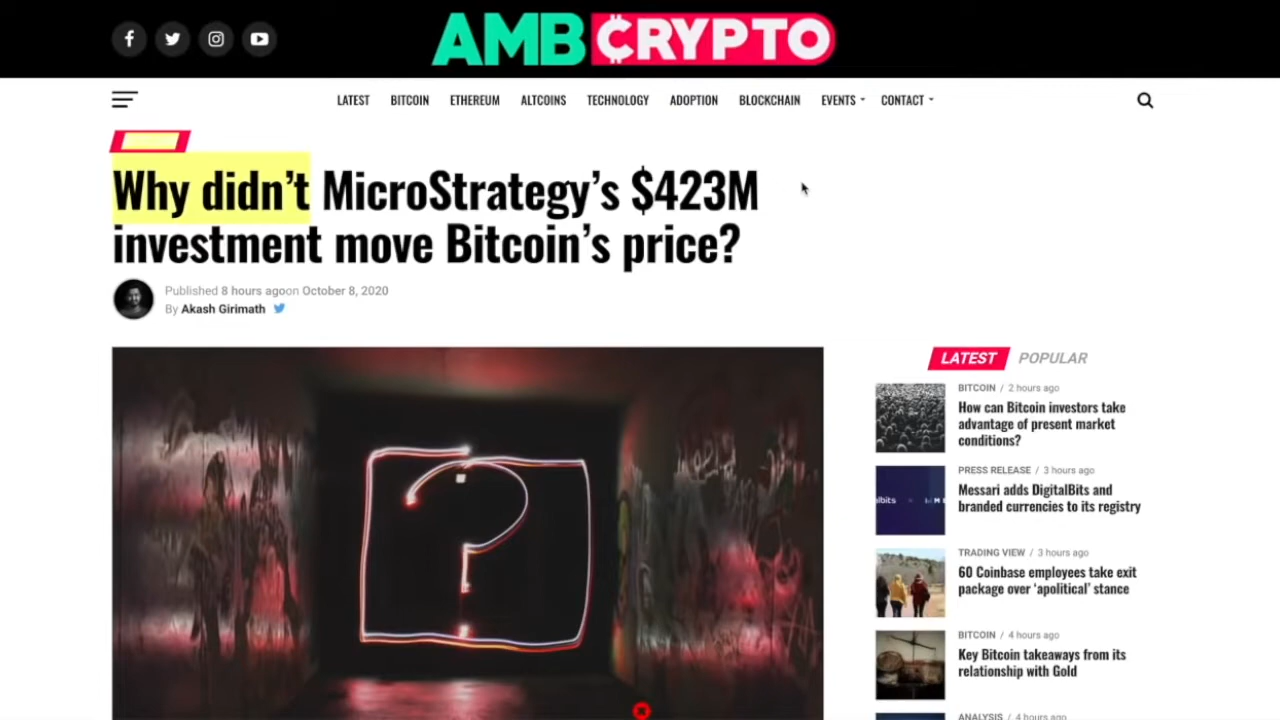 AMBCRYPTO
LATEST BITCOIN ETHEREUM ALTCOINS TECHNOLOGY ADOPTION BLOCKCHAIN EVENTS CONTACT
Why didn't MicroStrategy's $423M
investment move Bitcoin's price?
Published 8 hours agoon October 8, 2020
By Akash Girimath
LATEST POPULAR
BITCOIN / 2 hours ago
How can Bitcoin investors take
advantage of present market
conditions?
PRESS RELEASE / 3 hours ago
Messari adds DigitalBits and
branded currencies to its registry
TRADING VIEW / 3 hours ago
60 Coinbase employees take exit
package over ‘apolitical’ stance
BITCOIN / 4 hours ago
Key Bitcoin takeaways from its
relationship with Gold
ANALYSIS / 4 hours ago